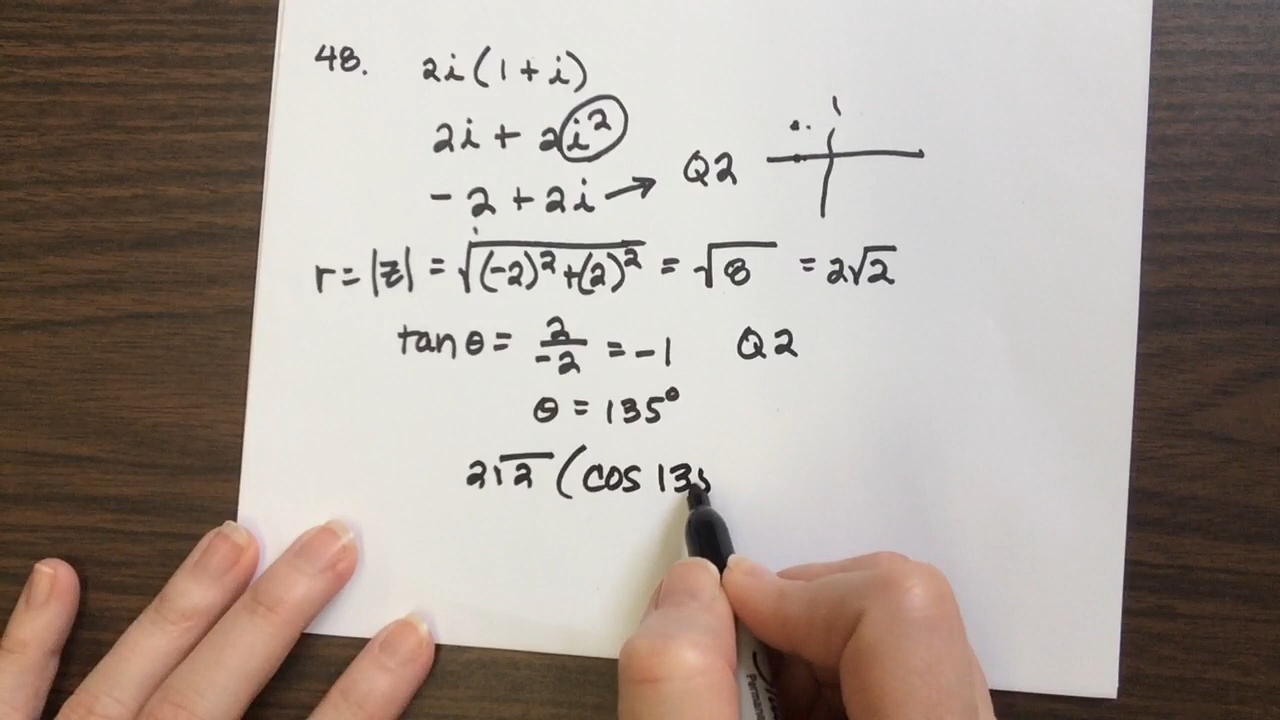 48. 2i(1+i)
2i + 2i²
-2 + 2i → Q2
r = |z| = √(-2)²+(2)² = √8 = 2√2
tan θ = 2/-2 = -1 Q2
θ = 135°
2√2 (cos 135